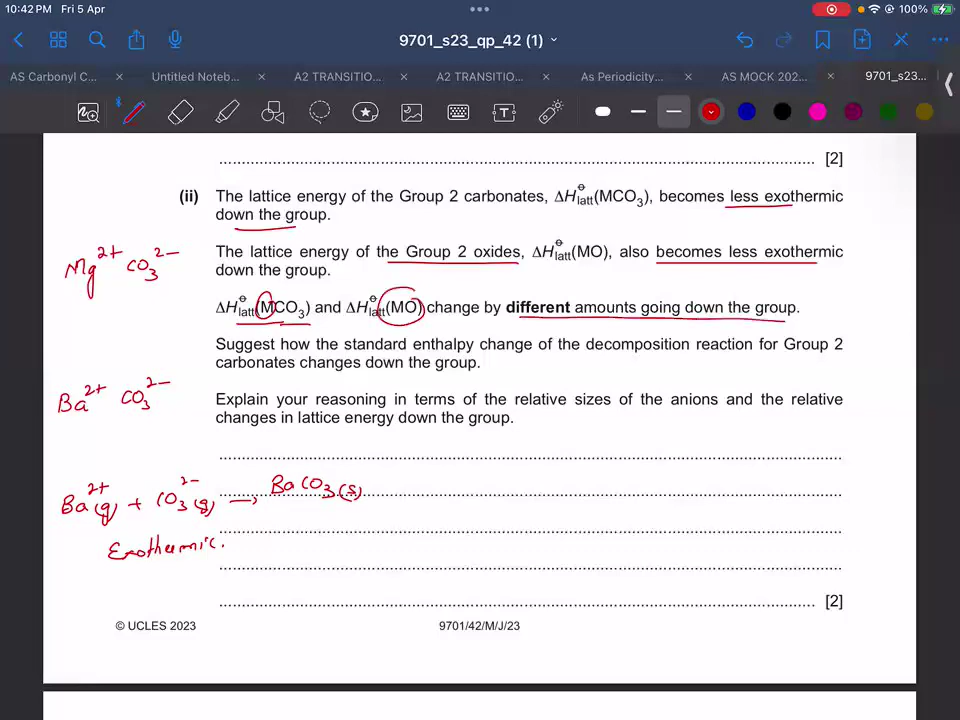 10:42 PM Fri 5 Apr
100%
9701_s23_qp_42 (1)
AS Carbonyl C...
Untitled Noteb...
A2 TRANSITIO...
A2 TRANSITIO...
As Periodicity...
AS MOCK 202...
9701_s23...
[2]
(ii) The lattice energy of the Group 2 carbonates, ΔH⦵latt(MCO₃), becomes less exothermic
down the group.
The lattice energy of the Group 2 oxides, ΔH⦵latt(MO), also becomes less exothermic
down the group.
Mg²⁺ CO₃²⁻
ΔH⦵latt(MCO₃) and ΔH⦵latt(MO) change by different amounts going down the group.
Suggest how the standard enthalpy change of the decomposition reaction for Group 2
carbonates changes down the group.
Ba²⁺ CO₃²⁻
Explain your reasoning in terms of the relative sizes of the anions and the relative
changes in lattice energy down the group.
Ba²⁺(g) + CO₃²⁻(g) → BaCO₃(s)
Exothermic.
[2]
© UCLES 2023
9701/42/M/J/23